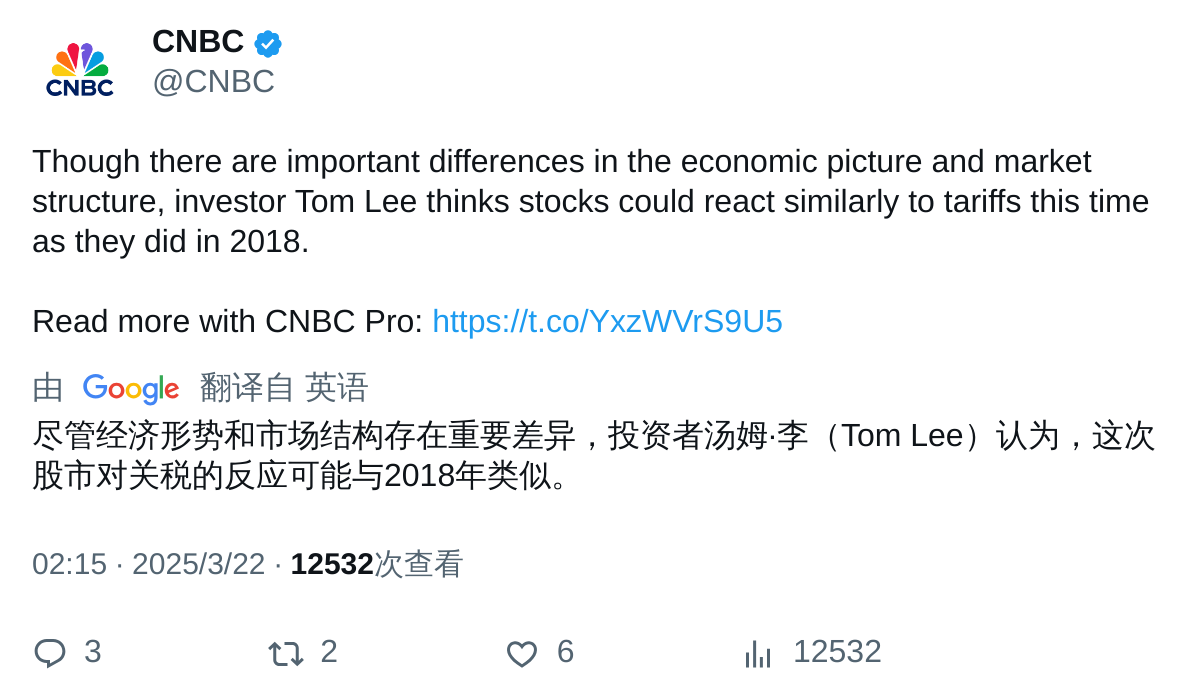 CNBC
CNBC
@CNBC
Though there are important differences in the economic picture and market
structure, investor Tom Lee thinks stocks could react similarly to tariffs this time
as they did in 2018.
Read more with CNBC Pro: https://t.co/YxzWVrS9U5
由 Google 翻译自 英语
尽管经济形势和市场结构存在重要差异，投资者汤姆·李（Tom Lee）认为，这次
股市对关税的反应可能与2018年类似。
02:15 · 2025/3/22 · 12532次查看
3 2 6 12532